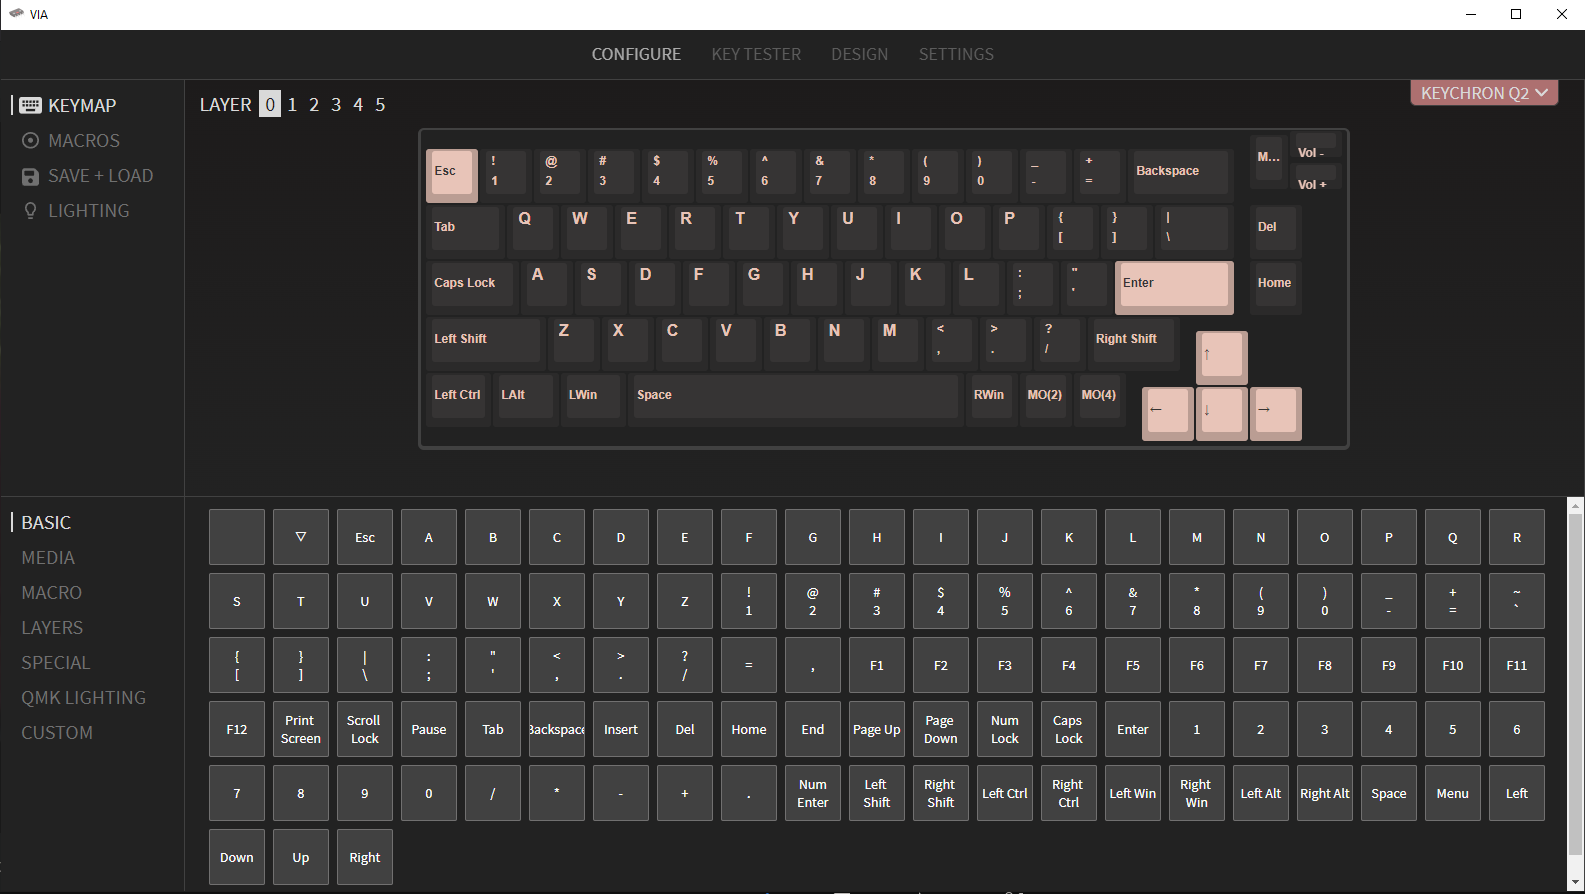 VIA
CONFIGURE KEY TESTER DESIGN SETTINGS
KEYMAP
MACROS
SAVE + LOAD
LIGHTING
LAYER 0 1 2 3 4 5
KEYCHRON Q2
Esc ! 1 @ 2 # 3 $ 4 % 5 ^ 6 & 7 * 8 ( 9 ) 0 _ - + = Backspace M... Vol - Vol +
Tab Q W E R T Y U I O P { [ } ] | \ Del
Caps Lock A S D F G H J K L : ; " ' Enter Home
Left Shift Z X C V B N M < , > . ? / Right Shift ↑
Left Ctrl LAlt LWin Space RWin MO(2) MO(4) ← ↓ →
BASIC
MEDIA
MACRO
LAYERS
SPECIAL
QMK LIGHTING
CUSTOM
▽ Esc A B C D E F G H I J K L M N O P Q R
S T U V W X Y Z ! 1 @ 2 # 3 $ 4 % 5 ^ 6 & 7 * 8 ( 9 ) 0 _ - + = ~ `
{ [ } ] | \ : ; " ' < , > . ? / = , F1 F2 F3 F4 F5 F6 F7 F8 F9 F10 F11
F12 Print Screen Scroll Lock Pause Tab Backspace Insert Del Home End Page Up Page Down Num Lock Caps Lock Enter 1 2 3 4 5 6
7 8 9 0 / * - + . Num Enter Left Shift Right Shift Left Ctrl Right Ctrl Left Win Right Win Left Alt Right Alt Space Menu Left
Down Up Right